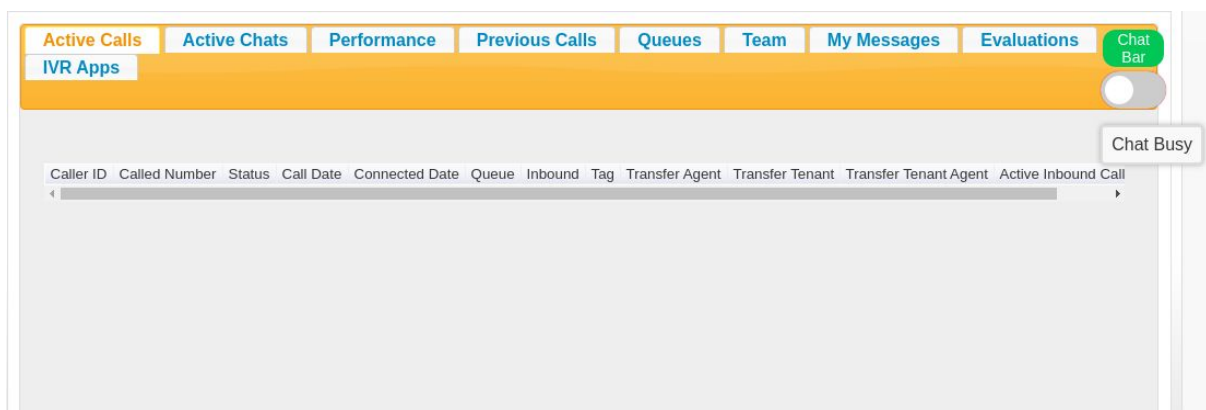 Active Calls Active Chats Performance Previous Calls Queues Team My Messages Evaluations
Chat
Bar
IVR Apps
Chat Busy
Caller ID Called Number Status Call Date Connected Date Queue Inbound Tag Transfer Agent Transfer Tenant Transfer Tenant Agent Active Inbound Call